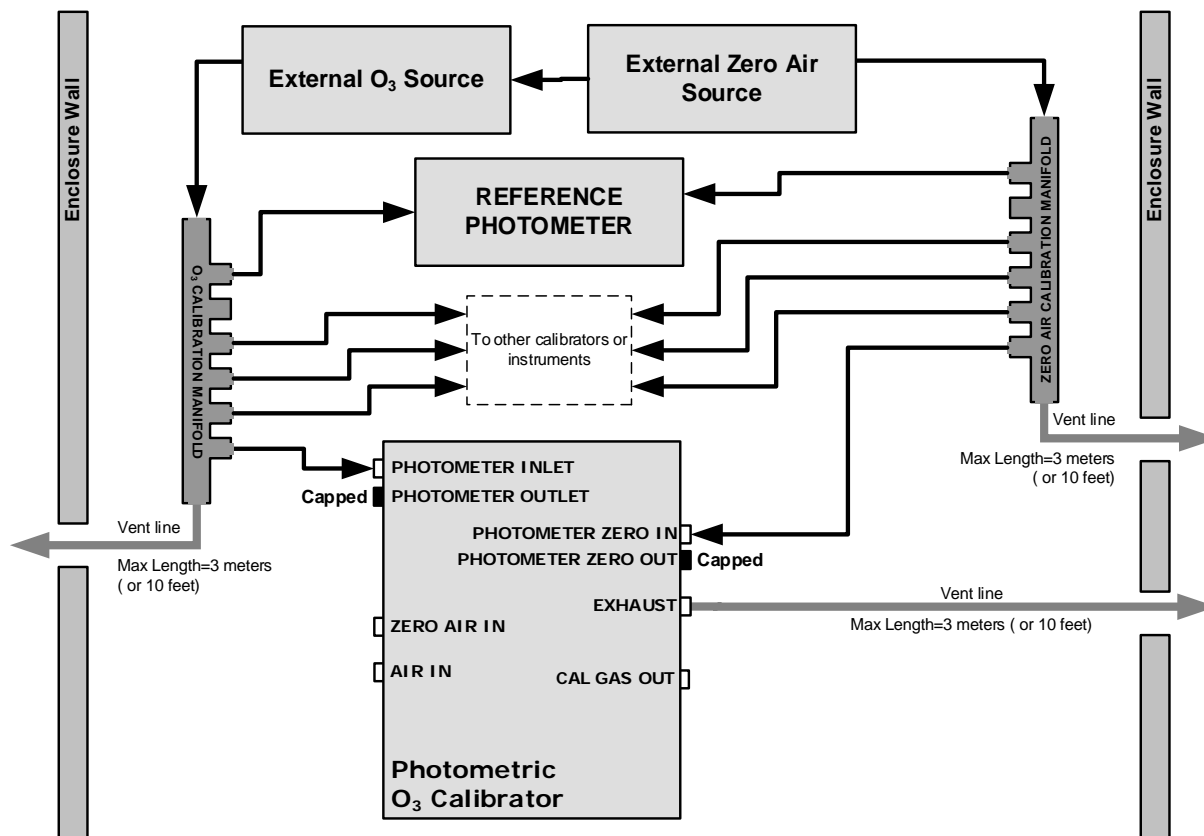 Enclosure Wall
External O₃ Source
External Zero Air
Source
Enclosure Wall
REFERENCE
PHOTOMETER
O₃ CALIBRATION MANIFOLD
ZERO AIR CALIBRATION MANIFOLD
To other calibrators or
instruments
Vent line
Max Length=3 meters
( or 10 feet)
PHOTOMETER INLET
Capped
PHOTOMETER OUTLET
Vent line
Max Length=3 meters
( or 10 feet)
PHOTOMETER ZERO IN
PHOTOMETER ZERO OUT
Capped
EXHAUST
Vent line
Max Length=3 meters ( or 10 feet)
ZERO AIR IN
AIR IN
CAL GAS OUT
Photometric
O₃ Calibrator